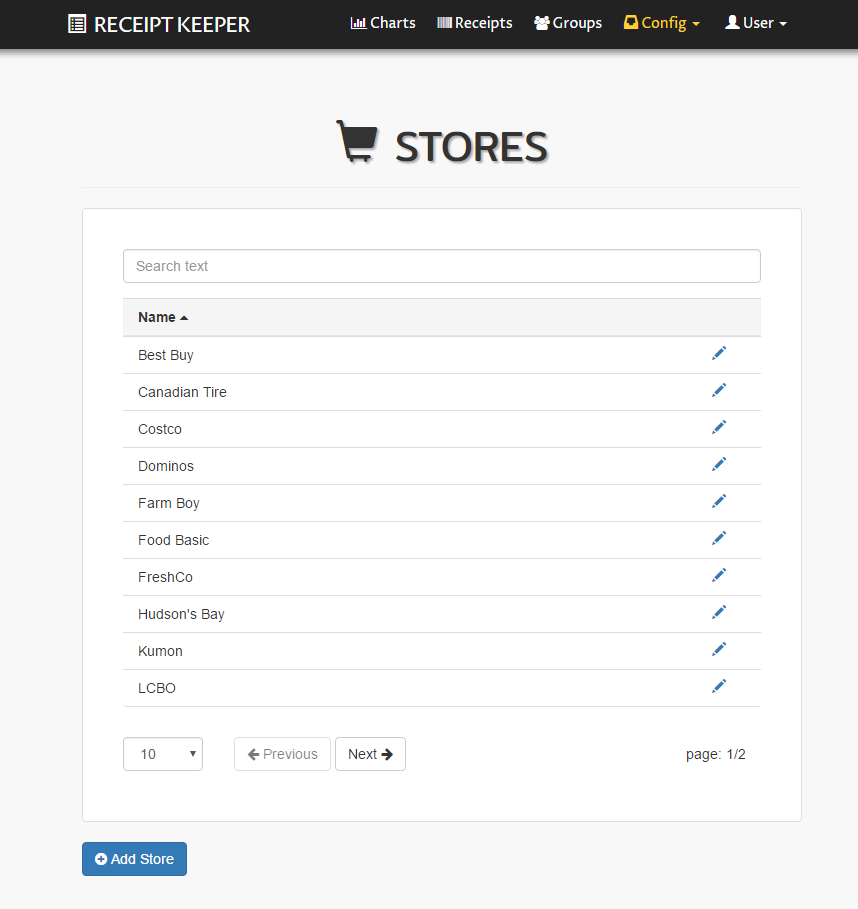 RECEIPT KEEPER Charts Receipts Groups Config User
STORES
Search text
Name
Best Buy
Canadian Tire
Costco
Dominos
Farm Boy
Food Basic
FreshCo
Hudson's Bay
Kumon
LCBO
10 Previous Next page: 1/2
Add Store